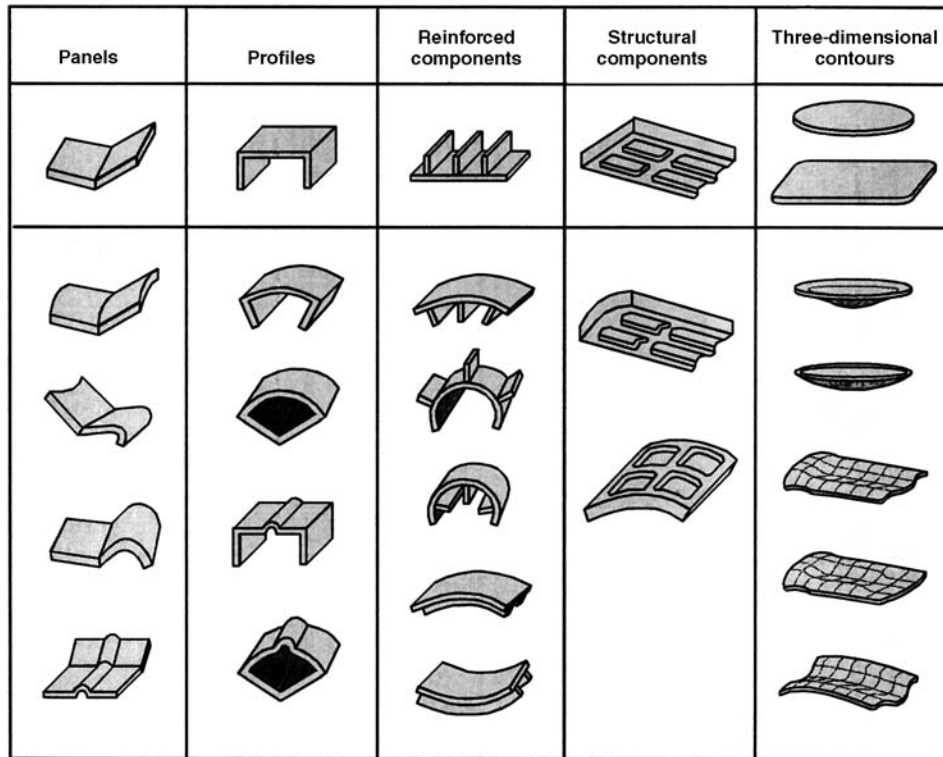 Panels
Profiles
Reinforced
components
Structural
components
Three-dimensional
contours